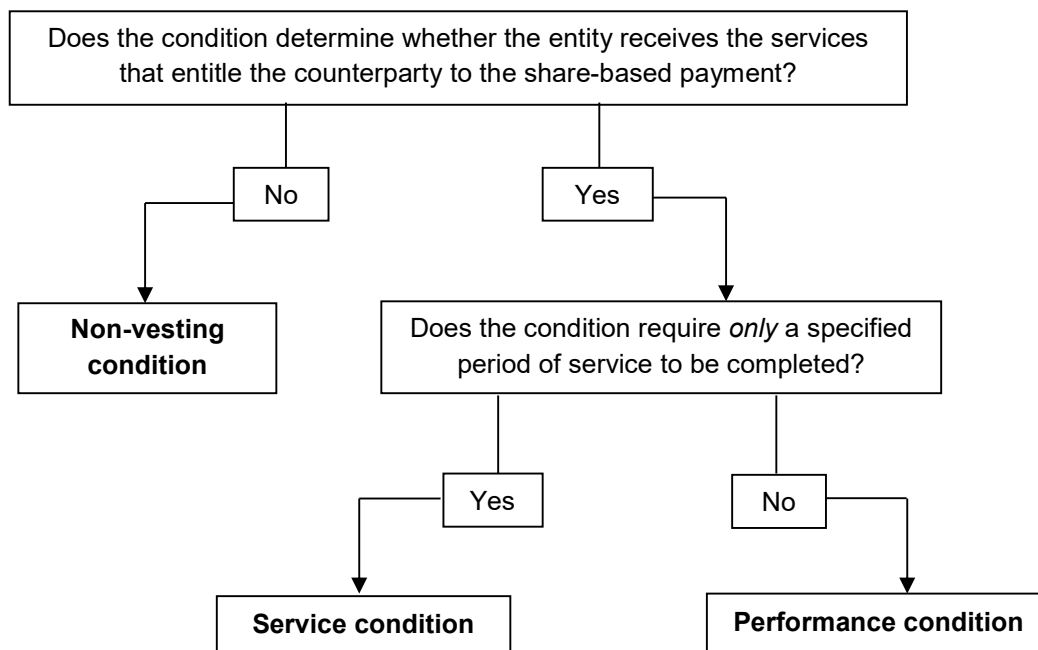 Does the condition determine whether the entity receives the services
that entitle the counterparty to the share-based payment?
No
Yes
Non-vesting
condition
Does the condition require only a specified
period of service to be completed?
Yes
No
Service condition
Performance condition